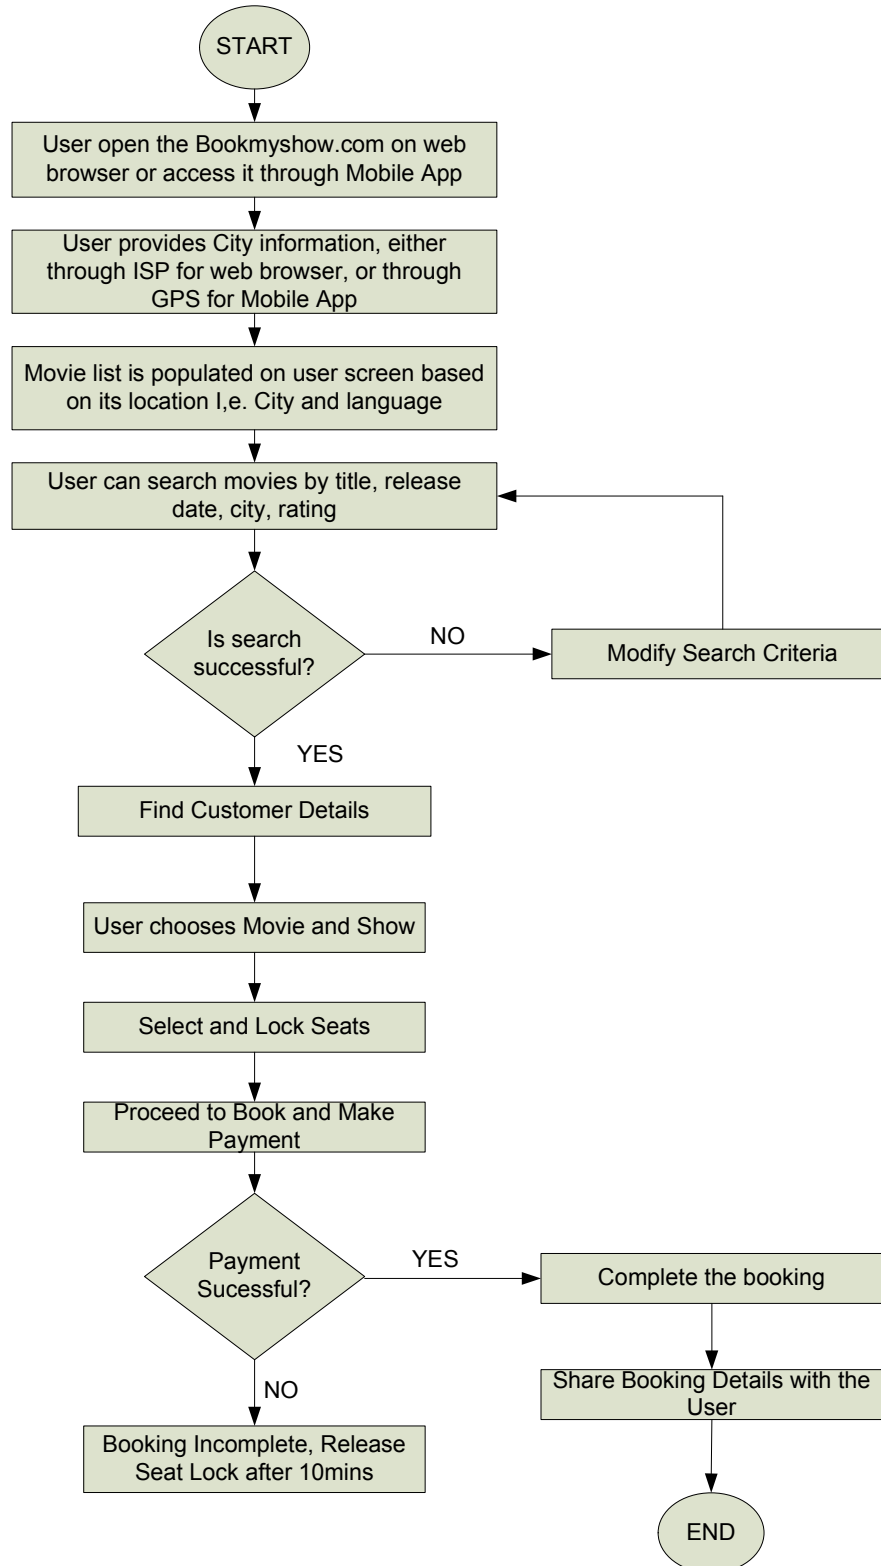 START
User open the Bookmyshow.com on web
browser or access it through Mobile App
User provides City information, either
through ISP for web browser, or through
GPS for Mobile App
Movie list is populated on user screen based
on its location I,e. City and language
User can search movies by title, release
date, city, rating
Is search
successful?
NO
Modify Search Criteria
YES
Find Customer Details
User chooses Movie and Show
Select and Lock Seats
Proceed to Book and Make
Payment
Payment
Sucessful?
YES
Complete the booking
Share Booking Details with the
User
NO
Booking Incomplete, Release
Seat Lock after 10mins
END